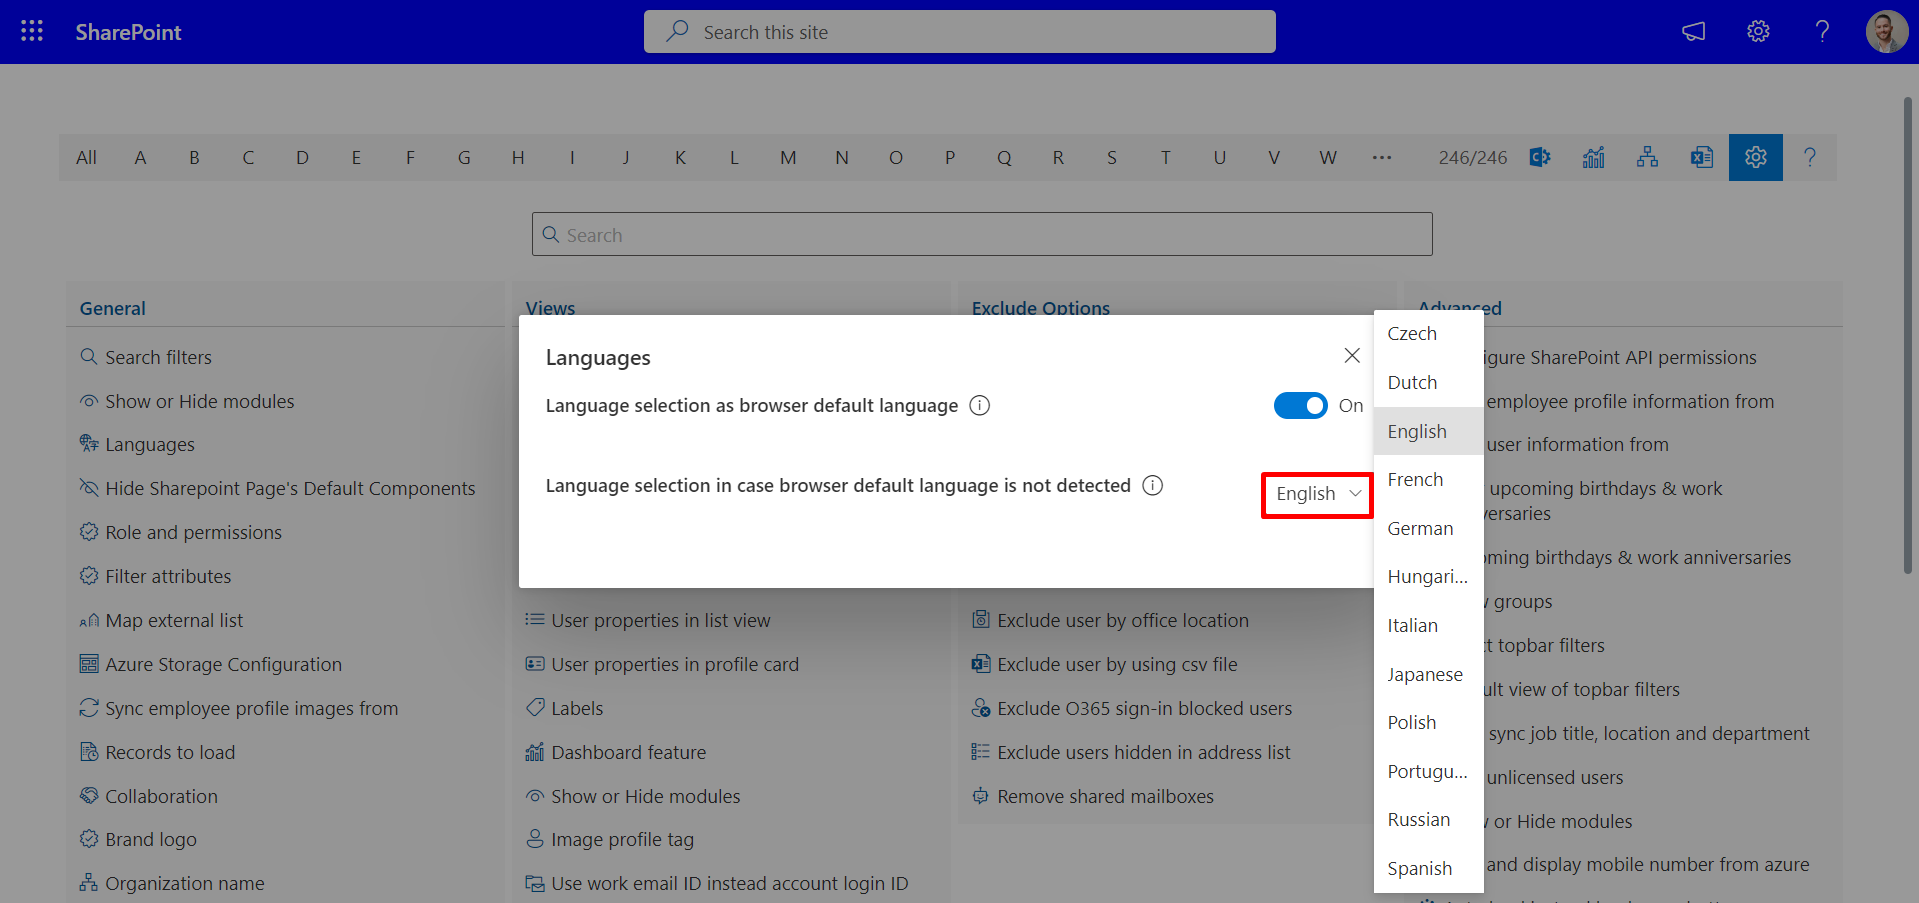 SharePoint
Search this site
All A B C D E F G H I J K L M N O P Q R S T U V W ... 246/246
Search
General
Search filters
Show or Hide modules
Languages
Hide Sharepoint Page's Default Components
Role and permissions
Filter attributes
Map external list
Azure Storage Configuration
Sync employee profile images from
Records to load
Collaboration
Brand logo
Organization name
Views
User properties in list view
User properties in profile card
Labels
Dashboard feature
Show or Hide modules
Image profile tag
Use work email ID instead account login ID
Exclude Options
Exclude user by office location
Exclude user by using csv file
Exclude O365 sign-in blocked users
Exclude users hidden in address list
Remove shared mailboxes
Advanced
igure SharePoint API permissions
employee profile information from
user information from
upcoming birthdays & work
ersaries
ming birthdays & work anniversaries
groups
t topbar filters
ult view of topbar filters
sync job title, location and department
unlicensed users
or Hide modules
and display mobile number from azure
Languages
Language selection as browser default language
On
Language selection in case browser default language is not detected
English
Czech
Dutch
English
French
German
Hungari...
Italian
Japanese
Polish
Portugu...
Russian
Spanish